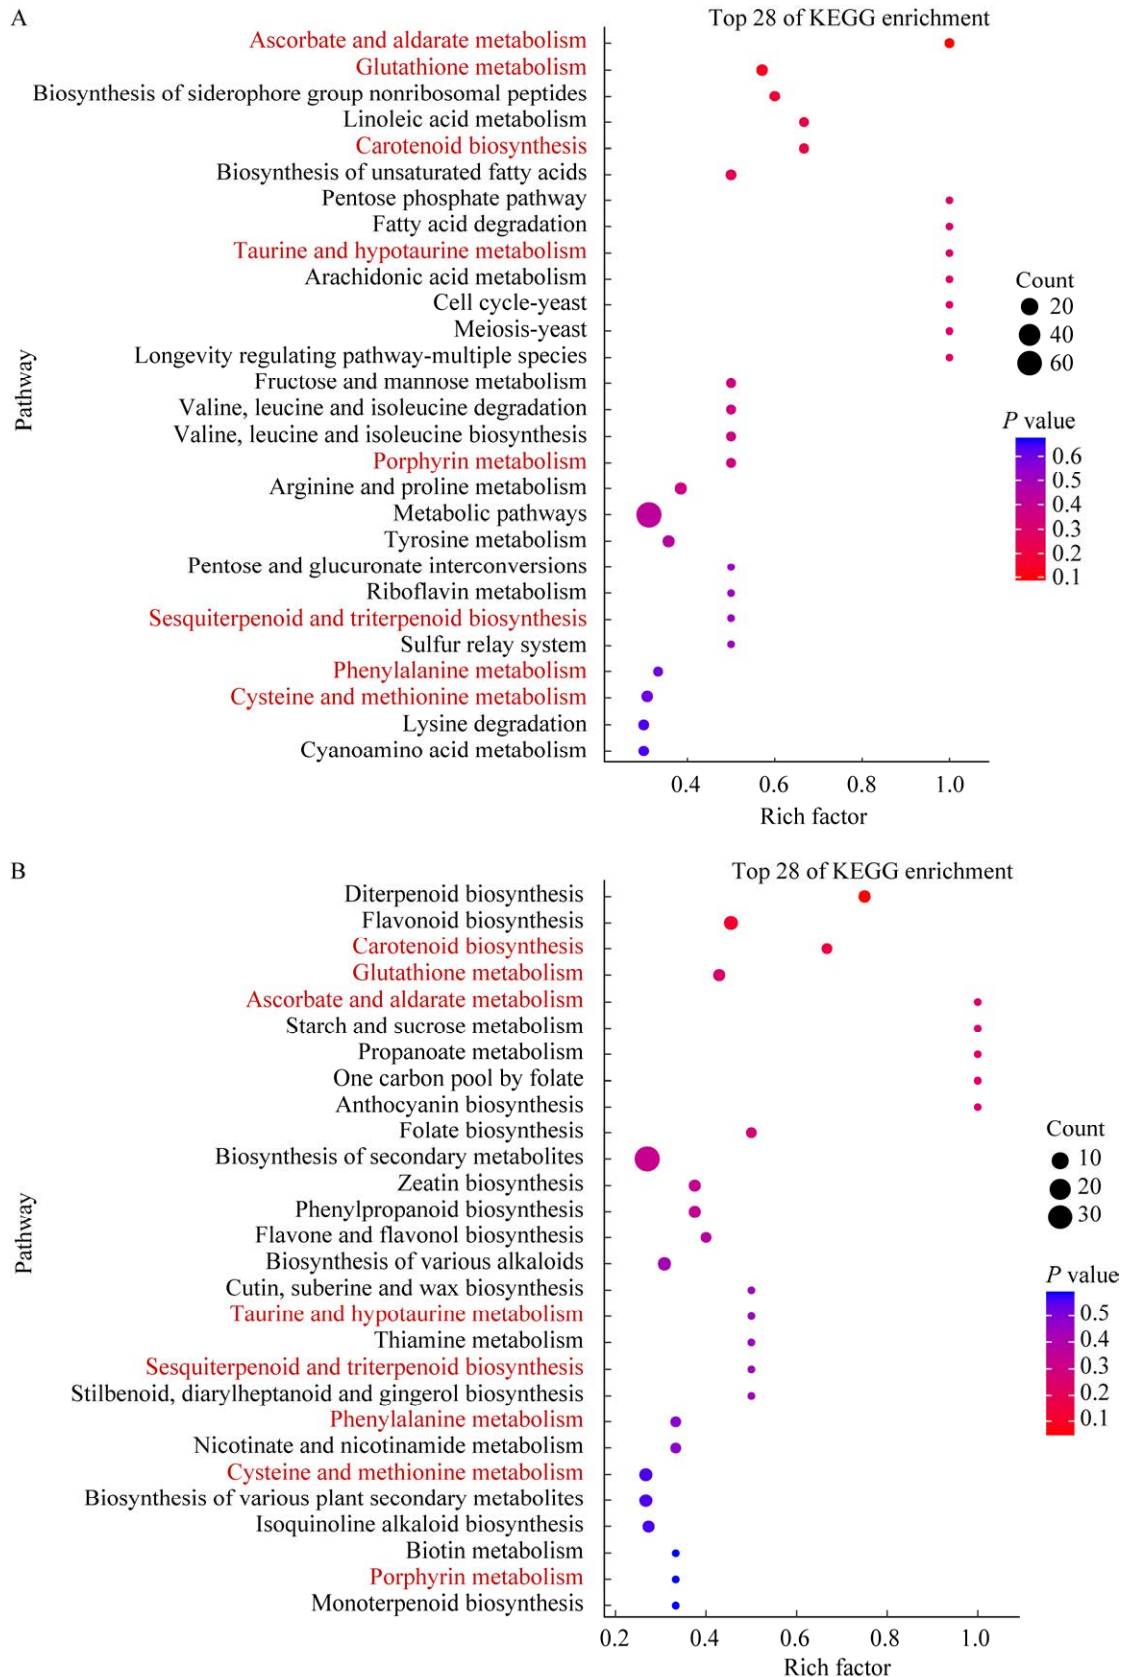 A
Top 28 of KEGG enrichment
Ascorbate and aldarate metabolism
Glutathione metabolism
Biosynthesis of siderophore group nonribosomal peptides
Linoleic acid metabolism
Carotenoid biosynthesis
Biosynthesis of unsaturated fatty acids
Pentose phosphate pathway
Fatty acid degradation
Taurine and hypotaurine metabolism
Arachidonic acid metabolism
Cell cycle-yeast
Meiosis-yeast
Longevity regulating pathway-multiple species
Fructose and mannose metabolism
Valine, leucine and isoleucine degradation
Valine, leucine and isoleucine biosynthesis
Porphyrin metabolism
Arginine and proline metabolism
Metabolic pathways
Tyrosine metabolism
Pentose and glucuronate interconversions
Riboflavin metabolism
Sesquiterpenoid and triterpenoid biosynthesis
Sulfur relay system
Phenylalanine metabolism
Cysteine and methionine metabolism
Lysine degradation
Cyanoamino acid metabolism
Pathway
0.4 0.6 0.8 1.0
Rich factor
Count
20
40
60
P value
0.6
0.5
0.4
0.3
0.2
0.1
B
Top 28 of KEGG enrichment
Diterpenoid biosynthesis
Flavonoid biosynthesis
Carotenoid biosynthesis
Glutathione metabolism
Ascorbate and aldarate metabolism
Starch and sucrose metabolism
Propanoate metabolism
One carbon pool by folate
Anthocyanin biosynthesis
Folate biosynthesis
Biosynthesis of secondary metabolites
Zeatin biosynthesis
Phenylpropanoid biosynthesis
Flavone and flavonol biosynthesis
Biosynthesis of various alkaloids
Cutin, suberine and wax biosynthesis
Taurine and hypotaurine metabolism
Thiamine metabolism
Sesquiterpenoid and triterpenoid biosynthesis
Stilbenoid, diarylheptanoid and gingerol biosynthesis
Phenylalanine metabolism
Nicotinate and nicotinamide metabolism
Cysteine and methionine metabolism
Biosynthesis of various plant secondary metabolites
Isoquinoline alkaloid biosynthesis
Biotin metabolism
Porphyrin metabolism
Monoterpenoid biosynthesis
Pathway
0.2 0.4 0.6 0.8 1.0
Rich factor
Count
10
20
30
P value
0.5
0.4
0.3
0.2
0.1